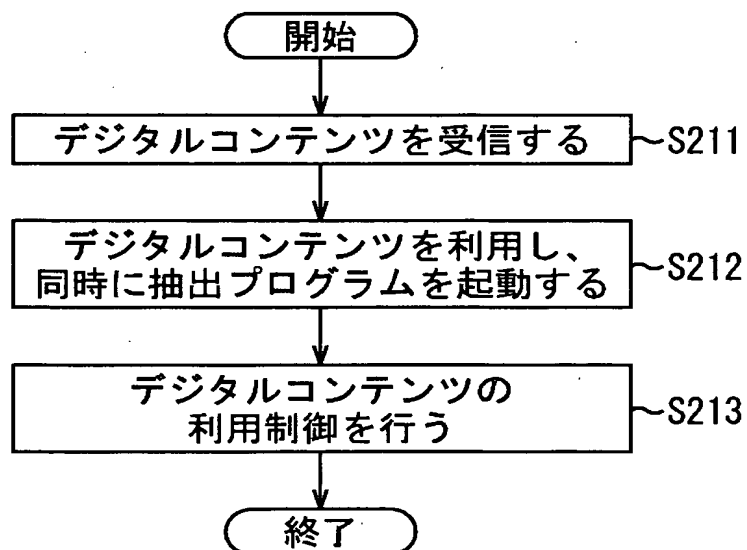 開始
デジタルコンテンツを受信する
~S211
デジタルコンテンツを利用し、
同時に抽出プログラムを起動する
~S212
デジタルコンテンツの
利用制御を行う
~S213
終了